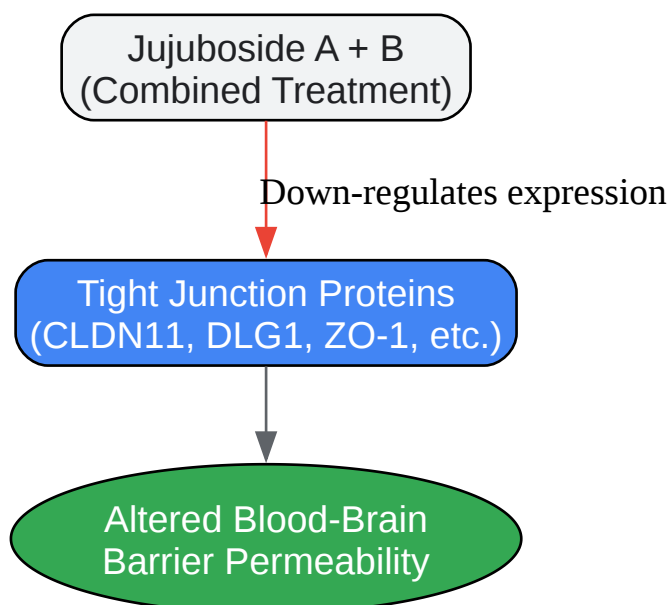 Jujuboside A + B
(Combined Treatment)
Down-regulates expression
Tight Junction Proteins
(CLDN11, DLG1, ZO-1, etc.)
Altered Blood-Brain
Barrier Permeability